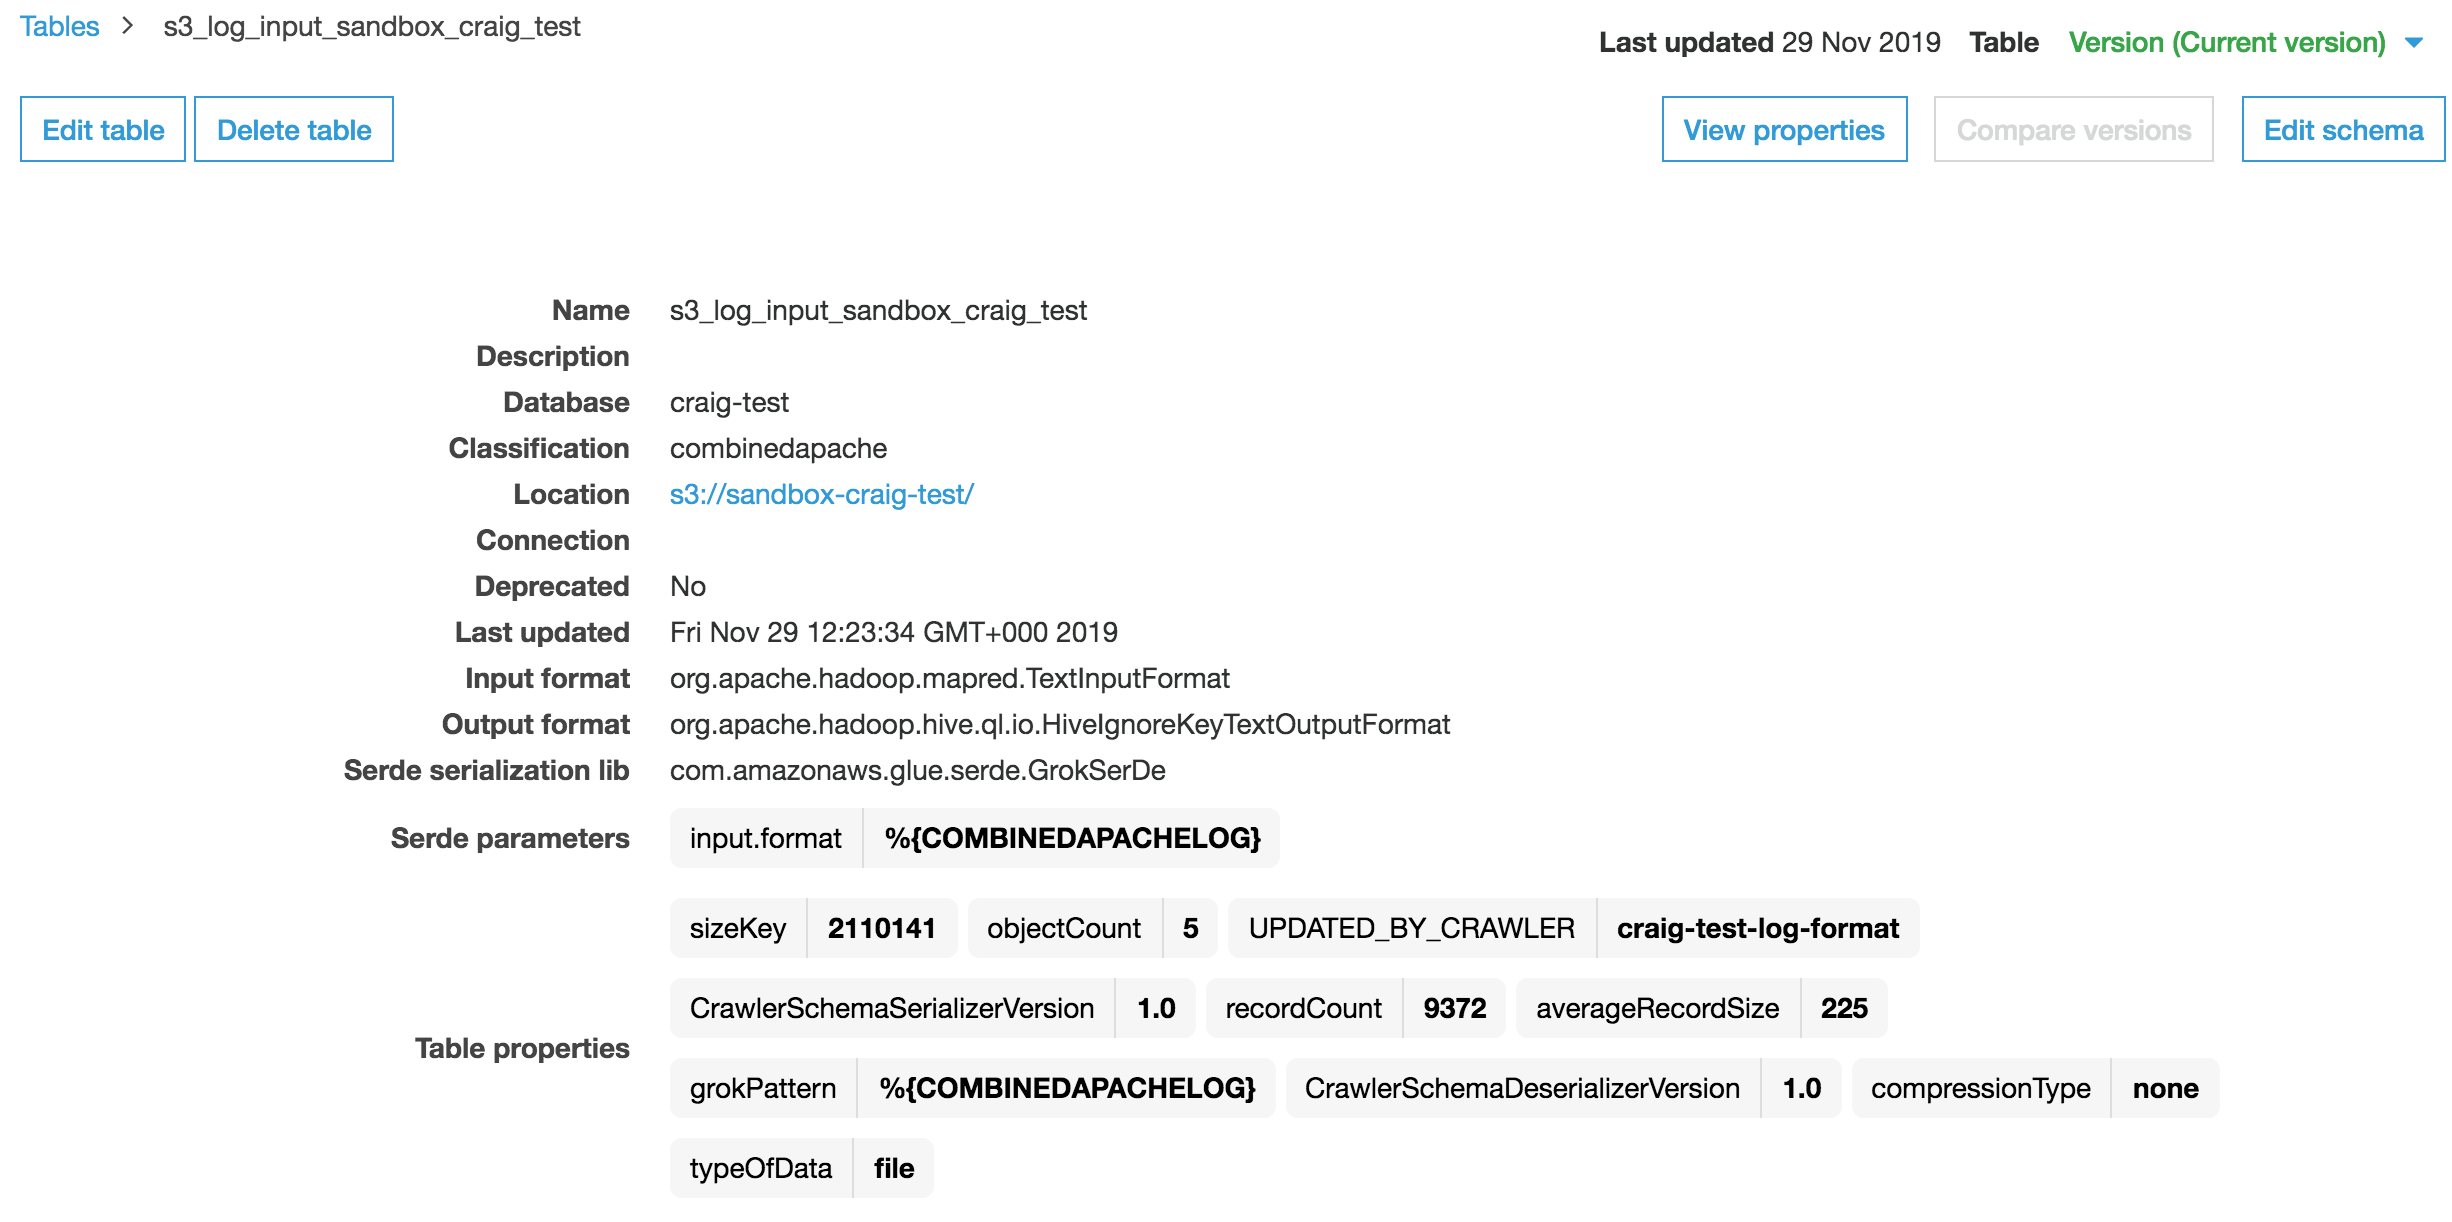 Tables > s3_log_input_sandbox_craig_test
Last updated 29 Nov 2019 Table Version (Current version)
Edit table Delete table View properties Compare versions Edit schema
Name s3_log_input_sandbox_craig_test
Description
Database craig-test
Classification combinedapache
Location s3://sandbox-craig-test/
Connection
Deprecated No
Last updated Fri Nov 29 12:23:34 GMT+000 2019
Input format org.apache.hadoop.mapred.TextInputFormat
Output format org.apache.hadoop.hive.ql.io.HiveIgnoreKeyTextOutputFormat
Serde serialization lib com.amazonaws.glue.serde.GrokSerDe
Serde parameters input.format %{COMBINEDAPACHELOG}
sizeKey 2110141 objectCount 5 UPDATED_BY_CRAWLER craig-test-log-format
CrawlerSchemaSerializerVersion 1.0 recordCount 9372 averageRecordSize 225
Table properties
grokPattern %{COMBINEDAPACHELOG} CrawlerSchemaDeserializerVersion 1.0 compressionType none
typeOfData file